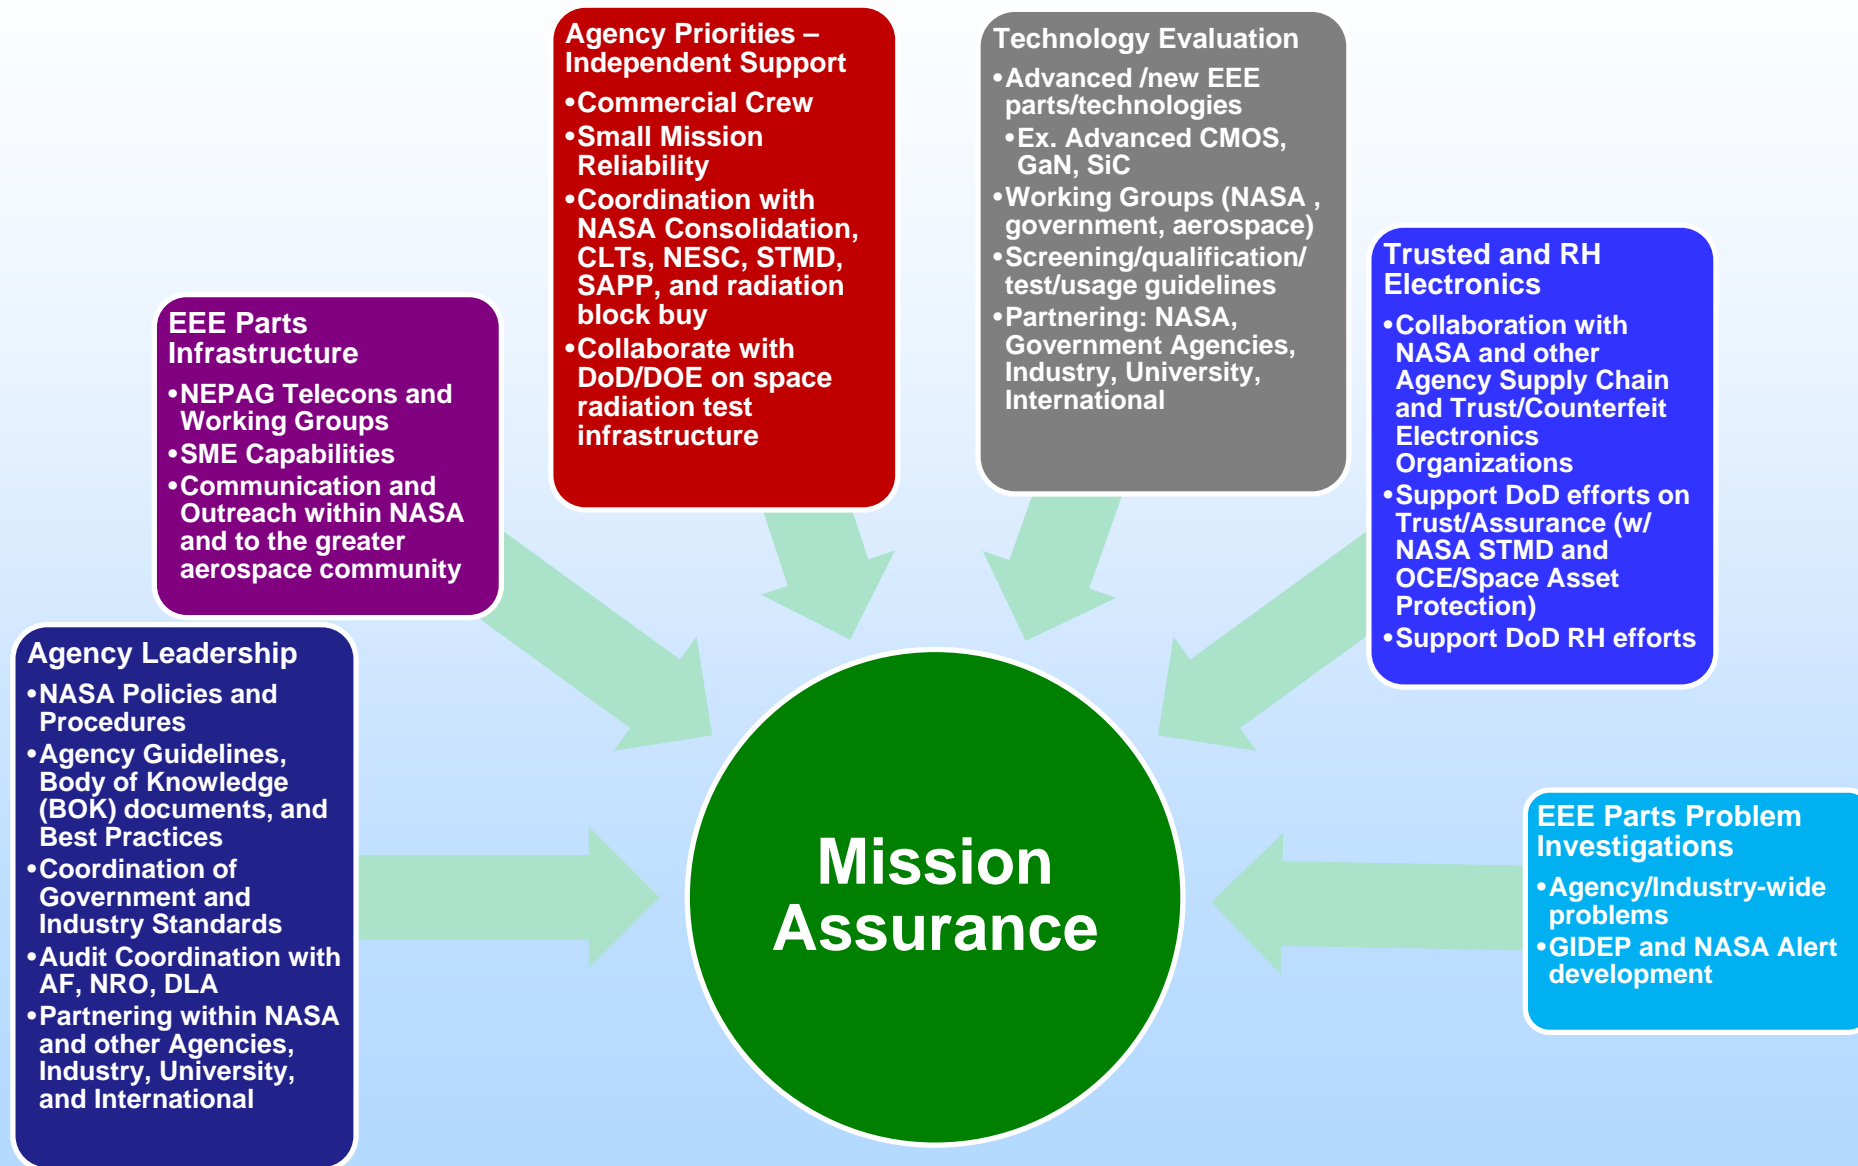 Agency Priorities –
Independent Support
•Commercial Crew
•Small Mission
Reliability
•Coordination with
NASA Consolidation,
CLTs, NESC, STMD,
SAPP, and radiation
block buy
•Collaborate with
DoD/DOE on space
radiation test
infrastructure
Technology Evaluation
•Advanced /new EEE
parts/technologies
•Ex. Advanced CMOS,
GaN, SiC
•Working Groups (NASA ,
government, aerospace)
•Screening/qualification/
test/usage guidelines
•Partnering: NASA,
Government Agencies,
Industry, University,
International
Trusted and RH
Electronics
•Collaboration with
NASA and other
Agency Supply Chain
and Trust/Counterfeit
Electronics
Organizations
•Support DoD efforts on
Trust/Assurance (w/
NASA STMD and
OCE/Space Asset
Protection)
•Support DoD RH efforts
EEE Parts
Infrastructure
•NEPAG Telecons and
Working Groups
•SME Capabilities
•Communication and
Outreach within NASA
and to the greater
aerospace community
Agency Leadership
•NASA Policies and
Procedures
•Agency Guidelines,
Body of Knowledge
(BOK) documents, and
Best Practices
•Coordination of
Government and
Industry Standards
•Audit Coordination with
AF, NRO, DLA
•Partnering within NASA
and other Agencies,
Industry, University,
and International
Mission
Assurance
EEE Parts Problem
Investigations
•Agency/Industry-wide
problems
•GIDEP and NASA Alert
development